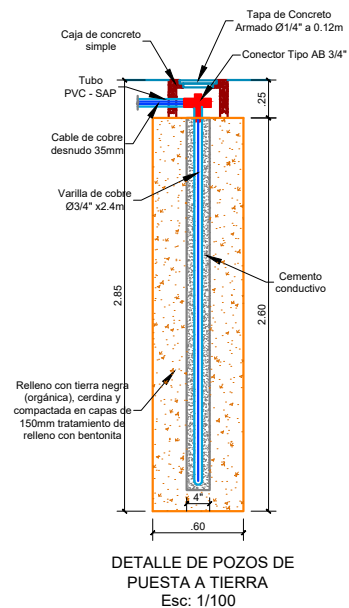 Caja de concreto
simple
Tapa de Concreto
Armado Ø1/4" a 0.12m
Conector Tipo AB 3/4"
Tubo
PVC - SAP
.25
Cable de cobre
desnudo 35mm
Varilla de cobre
Ø3/4" x2.4m
Cemento
conductivo
2.85
2.60
Relleno con tierra negra
(orgánica), cerdina y
compactada en capas de
150mm tratamiento de
relleno con bentonita
4"
.60
DETALLE DE POZOS DE
PUESTA A TIERRA
Esc: 1/100